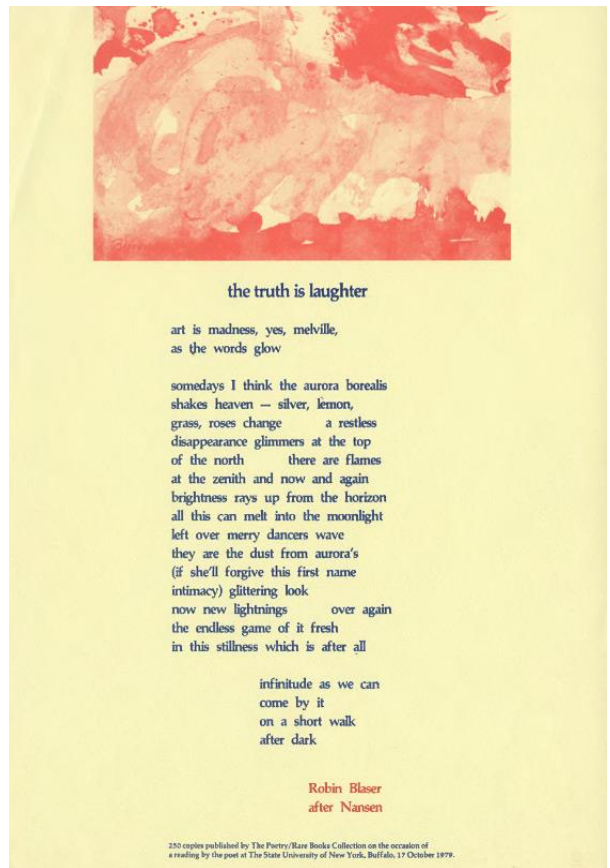 the truth is laughter
art is madness, yes, melville,
as the words glow
somedays I think the aurora borealis
shakes heaven — silver, lemon,
grass, roses change a restless
disappearance glimmers at the top
of the north there are flames
at the zenith and now and again
brightness rays up from the horizon
all this can melt into the moonlight
left over merry dancers wave
they are the dust from aurora's
(if she'll forgive this first name
intimacy) glittering look
now new lightnings over again
the endless game of it fresh
in this stillness which is after all
infinitude as we can
come by it
on a short walk
after dark
Robin Blaser
after Nansen
250 copies published by The Poetry/Rare Books Collection on the occasion of
a reading by the poet at The State University of New York, Buffalo, 17 October 1979.